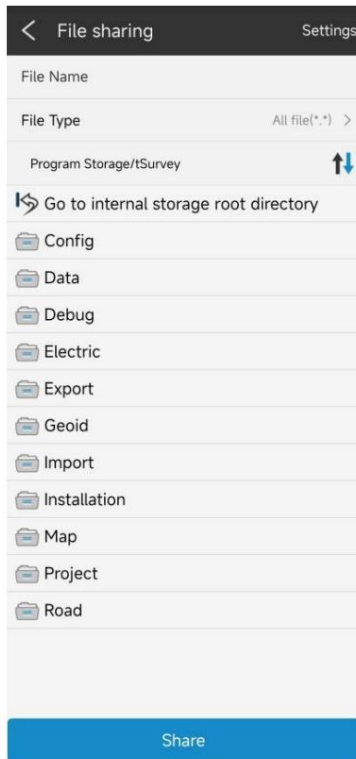 File sharing Settings
File Name
File Type All file(*.*) >
Program Storage/tSurvey
Go to internal storage root directory
Config
Data
Debug
Electric
Export
Geoid
Import
Installation
Map
Project
Road
Share